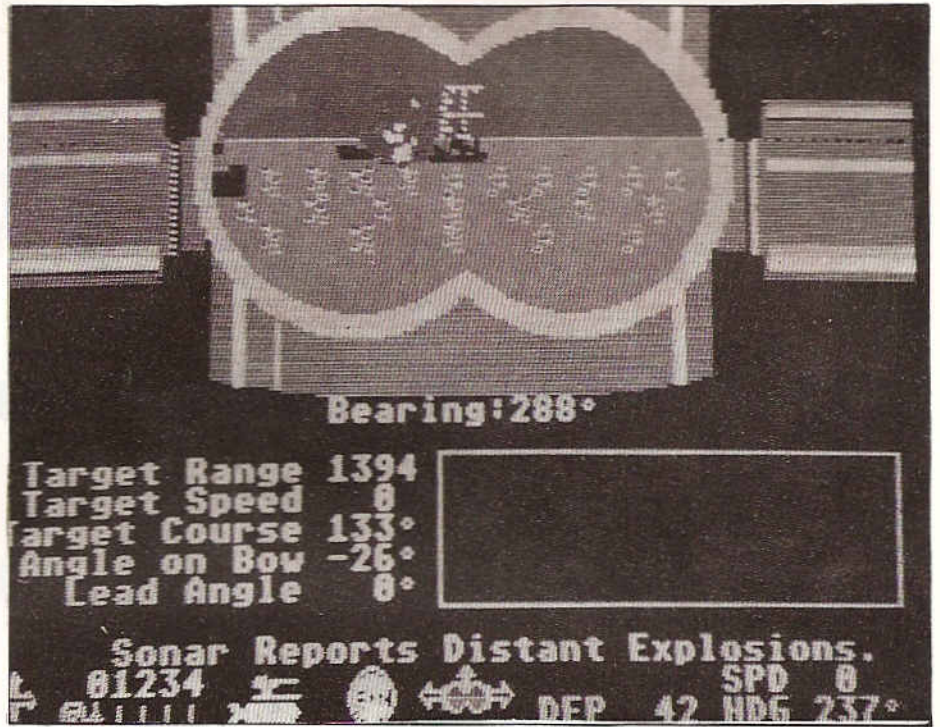 Bearing:288°
Target Range 1394
Target Speed 0
Target Course 133°
Angle on Bow -26°
Lead Angle 0°
Sonar Reports Distant Explosions.
01234 SPD 0
DEP 42 HDG 237°